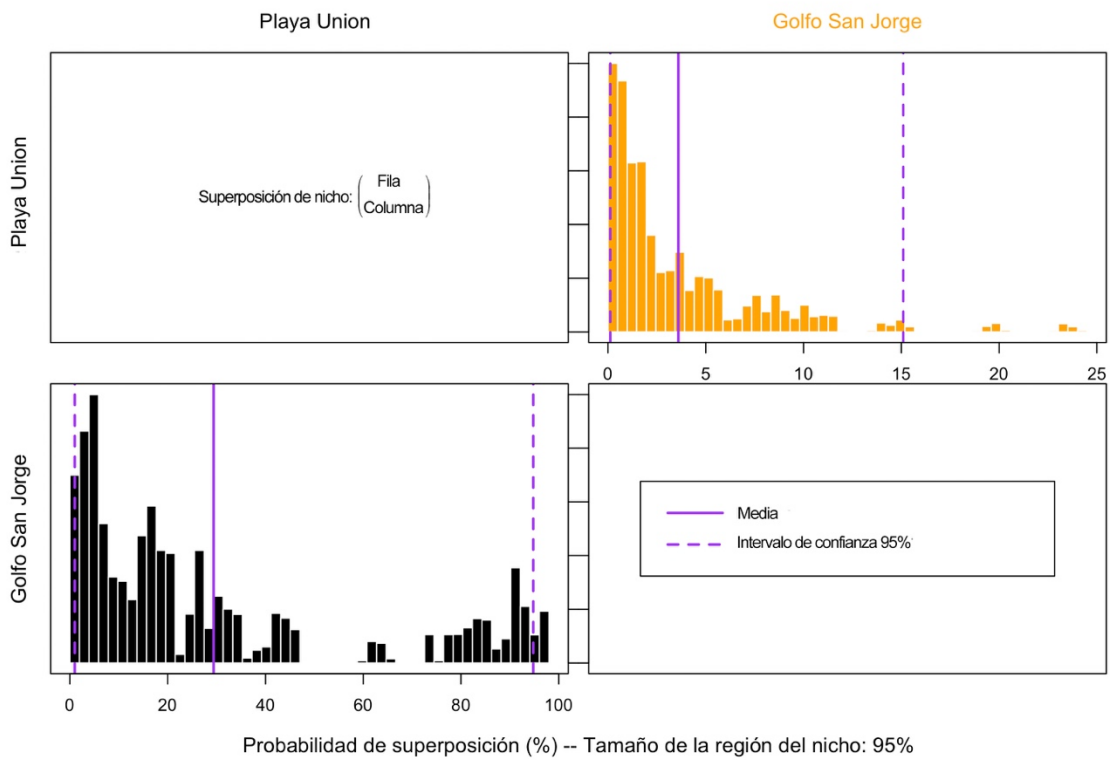 Playa Union
Golfo San Jorge
Playa Union
Superposición de nicho: (Fila
Columna)
0 5 10 15 20 25
Golfo San Jorge
Media
Intervalo de confianza 95%
0 20 40 60 80 100
Probabilidad de superposición (%) -- Tamaño de la región del nicho: 95%